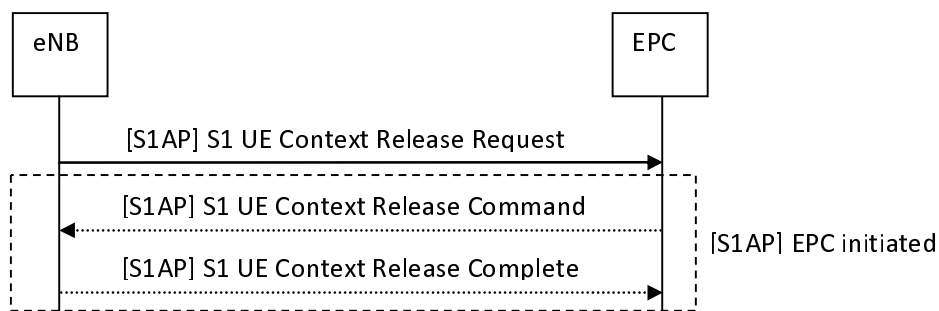 eNB
EPC
[S1AP] S1 UE Context Release Request
[S1AP] S1 UE Context Release Command
[S1AP] EPC initiated
[S1AP] S1 UE Context Release Complete